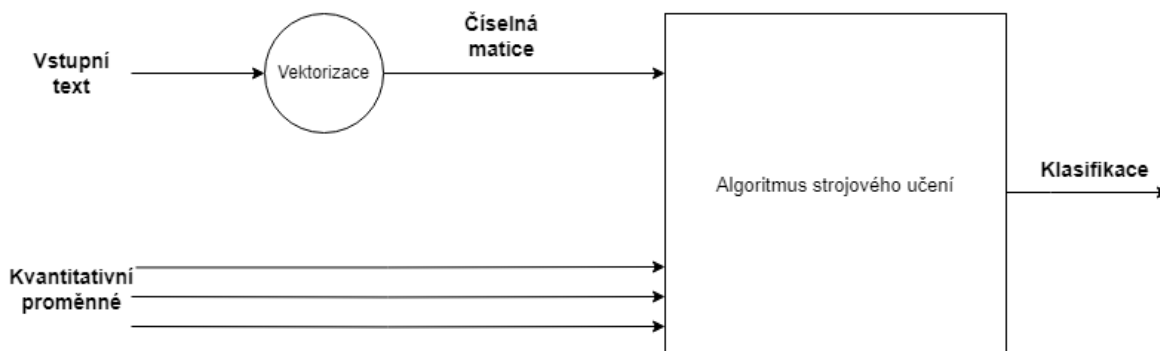 Číselná
matice
Vstupní
text
Vektorizace
Klasifikace
Algoritmus strojového učení
Kvantitativní
proměnné